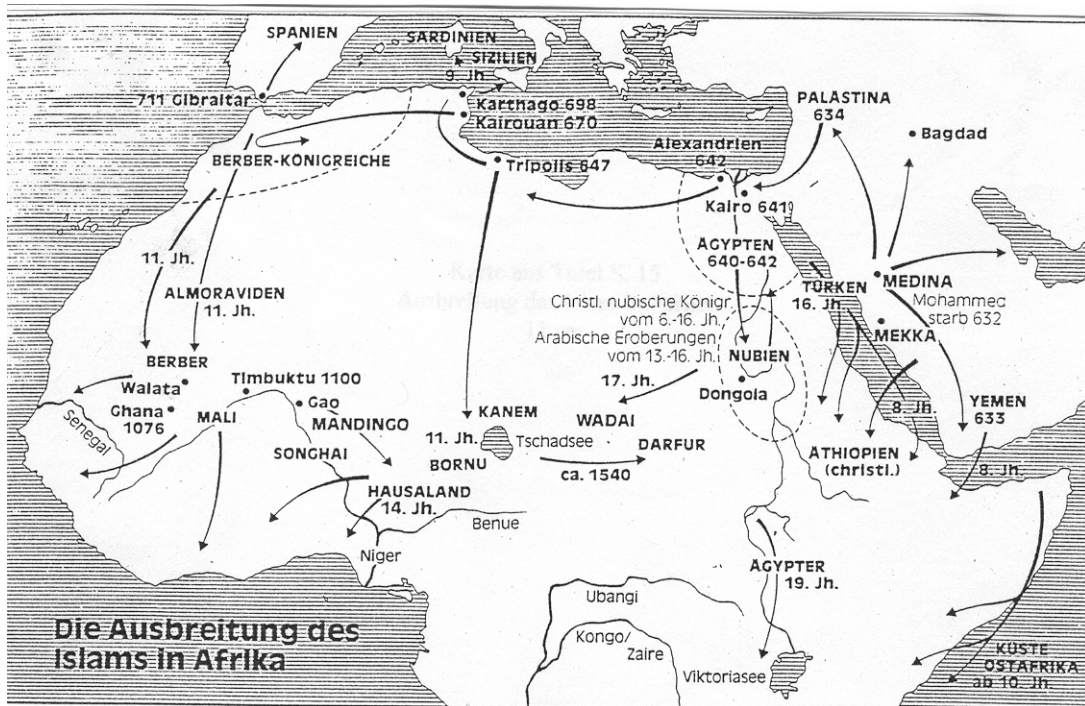 SPANIEN
SARDINIEN
SIZILIEN
9. Jh.
711 Gibraltar
Karthago 698
Kairouan 670
PALÄSTINA
634
Bagdad
BERBER-KÖNIGREICHE
Tripolis 647
Alexandrien
642
Kairo 641
11. Jh.
ÄGYPTEN
640-642
ALMORAVIDEN
11. Jh.
Karte aus Tafel S. 15
TÜRKEN
16. Jh
MEDINA
Mohammed
starb 632
Christl. nubische Königr.
vom 6.-16. Jh.
Arabische Eroberungen
vom 13.-16. Jh.
MEKKA
BERBER
NUBIEN
Walata
Timbuktu 1100
17. Jh.
Dongola
Ghana
1076
MALI
Gao
MANDINGO
KANEM
WADAI
8. Jh.
YEMEN
633
Senegal
SONGHAI
11. Jh.
Tschadsee
DARFUR
ÄTHIOPIEN
(christl.)
8. Jh.
BORNU
ca. 1540
HAUSALAND
14. Jh.
Benue
Niger
ÄGYPTER
19. Jh.
Ubangi
Die Ausbreitung des
Islams in Afrika
Kongo/
Zaire
Viktoriasee
KÜSTE
OSTAFRIKA
ab 10. Jh.